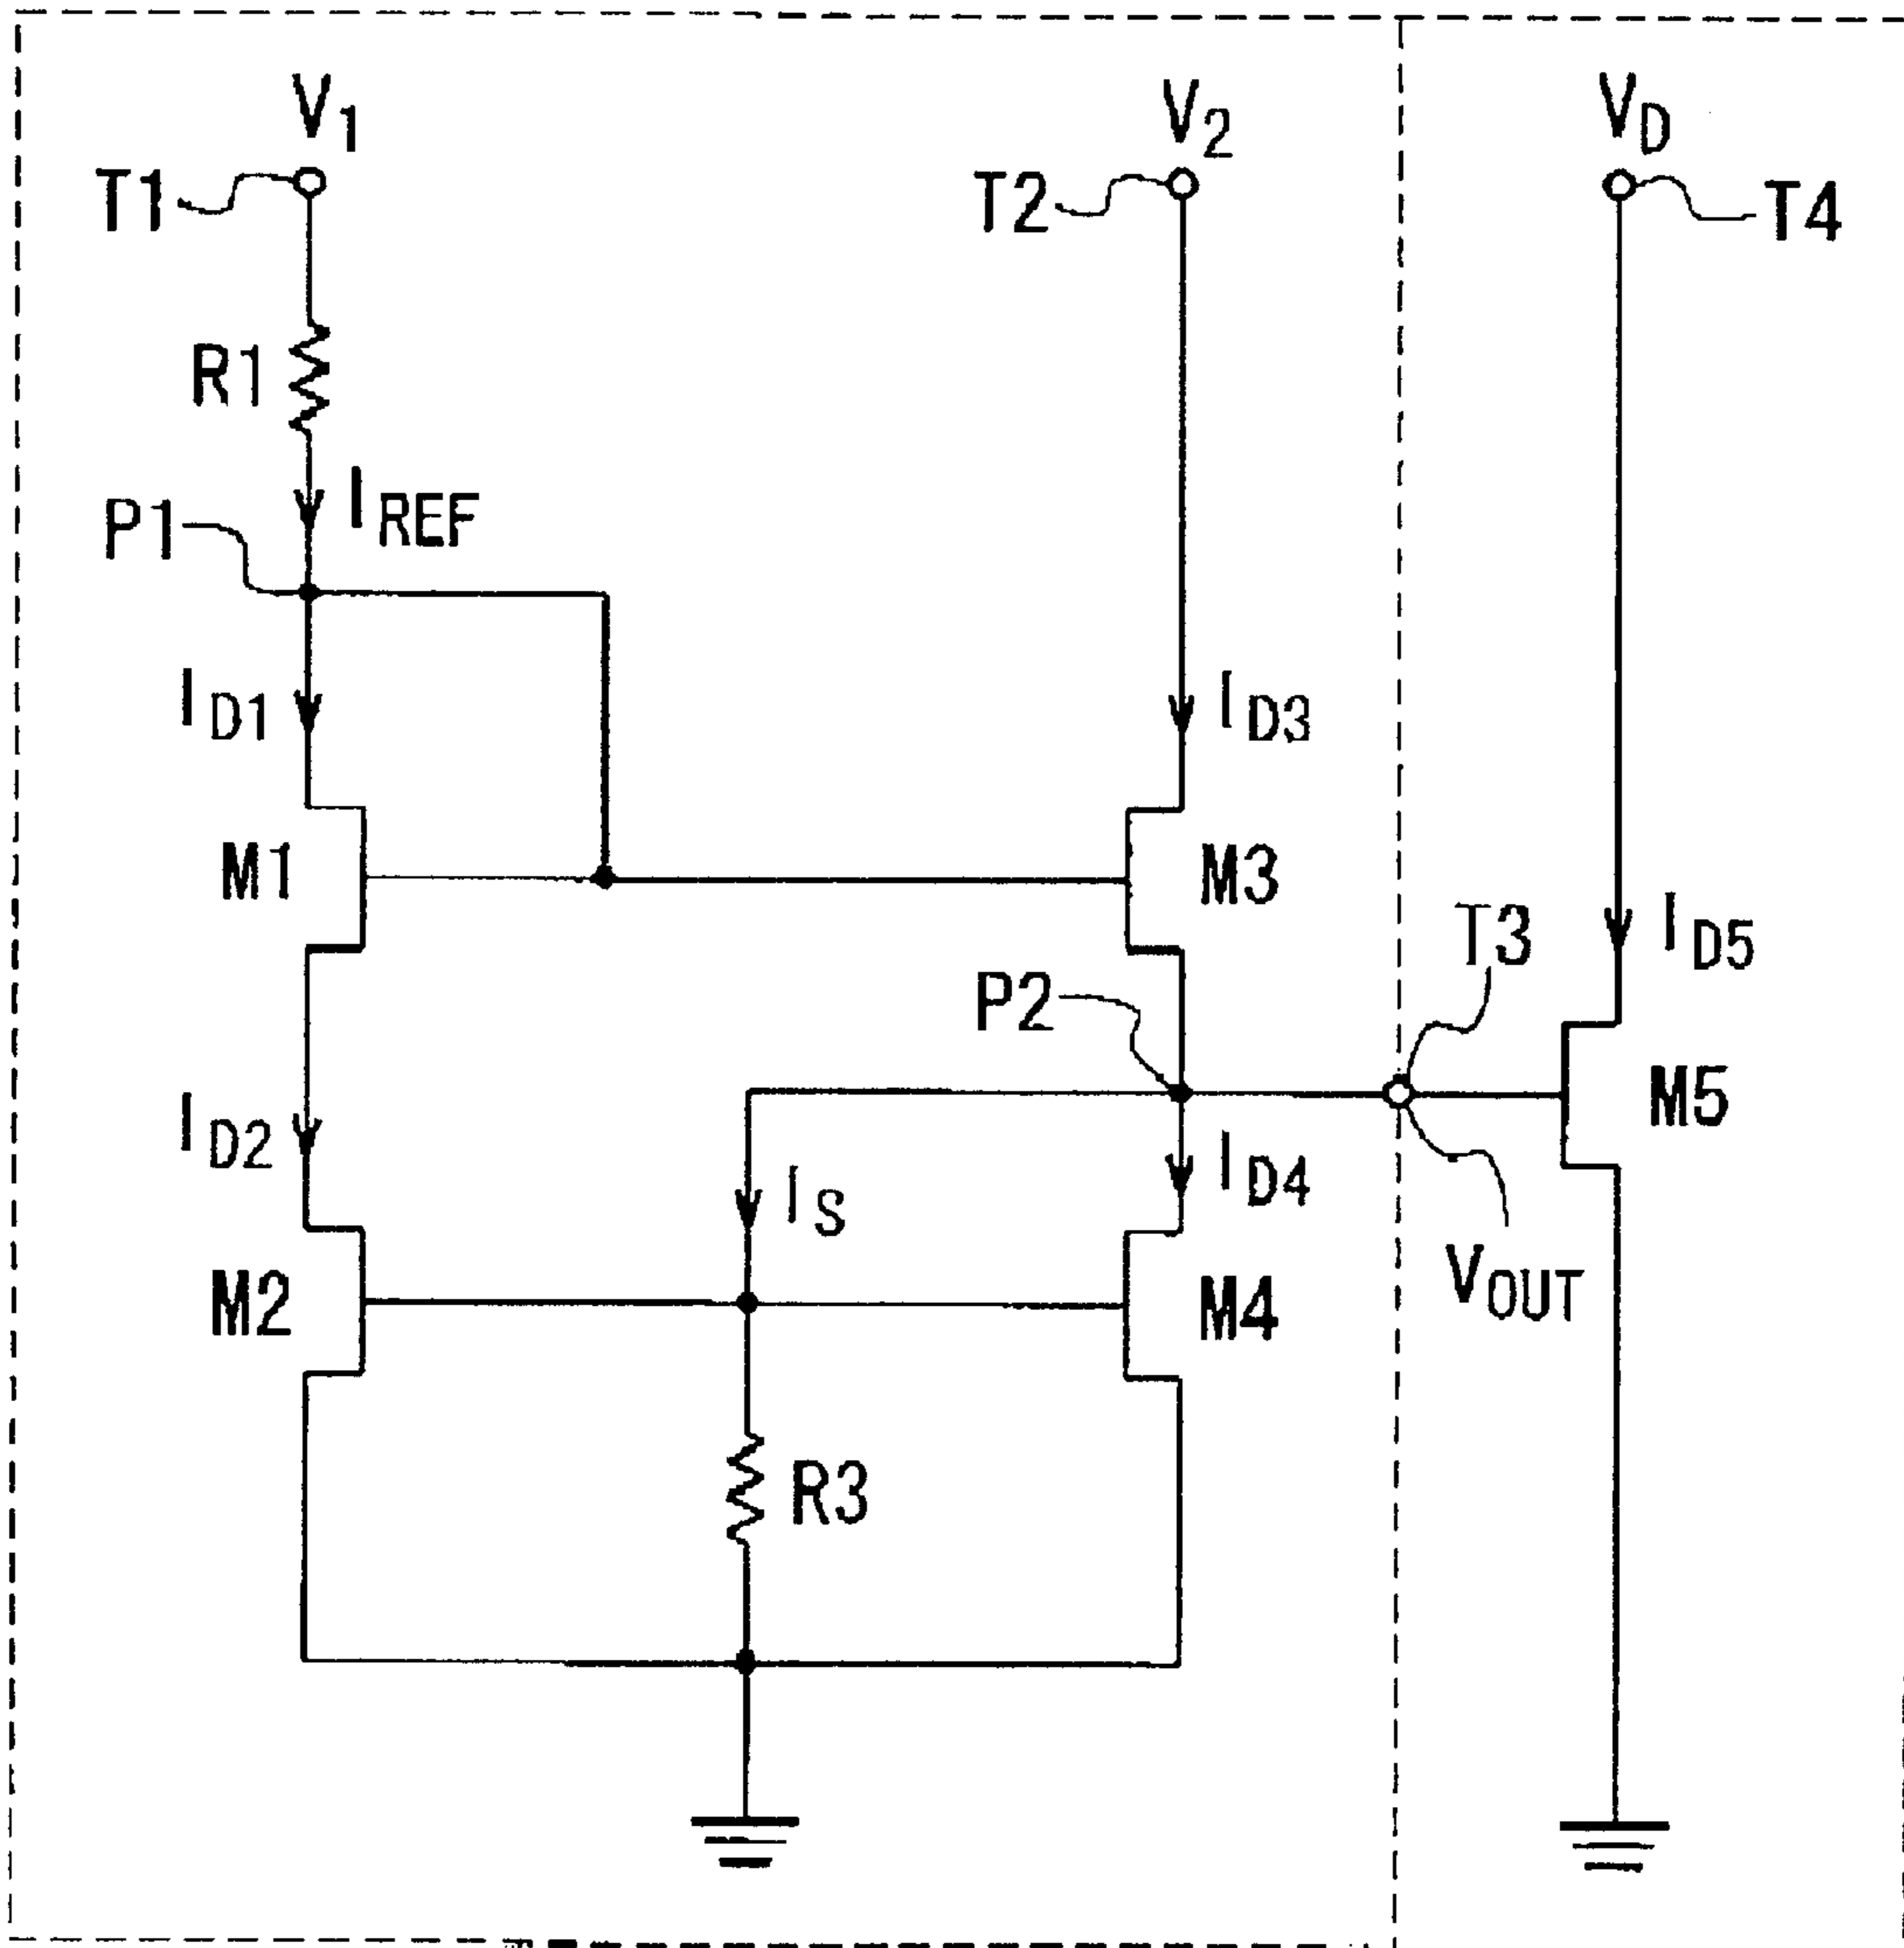 V1
V2
VD
T1
T2
T4
R1
IREF
P1
ID1
ID3
M1
M3
T3
ID5
P2
M5
ID2
IS
ID4
M2
M4
VOUT
R3